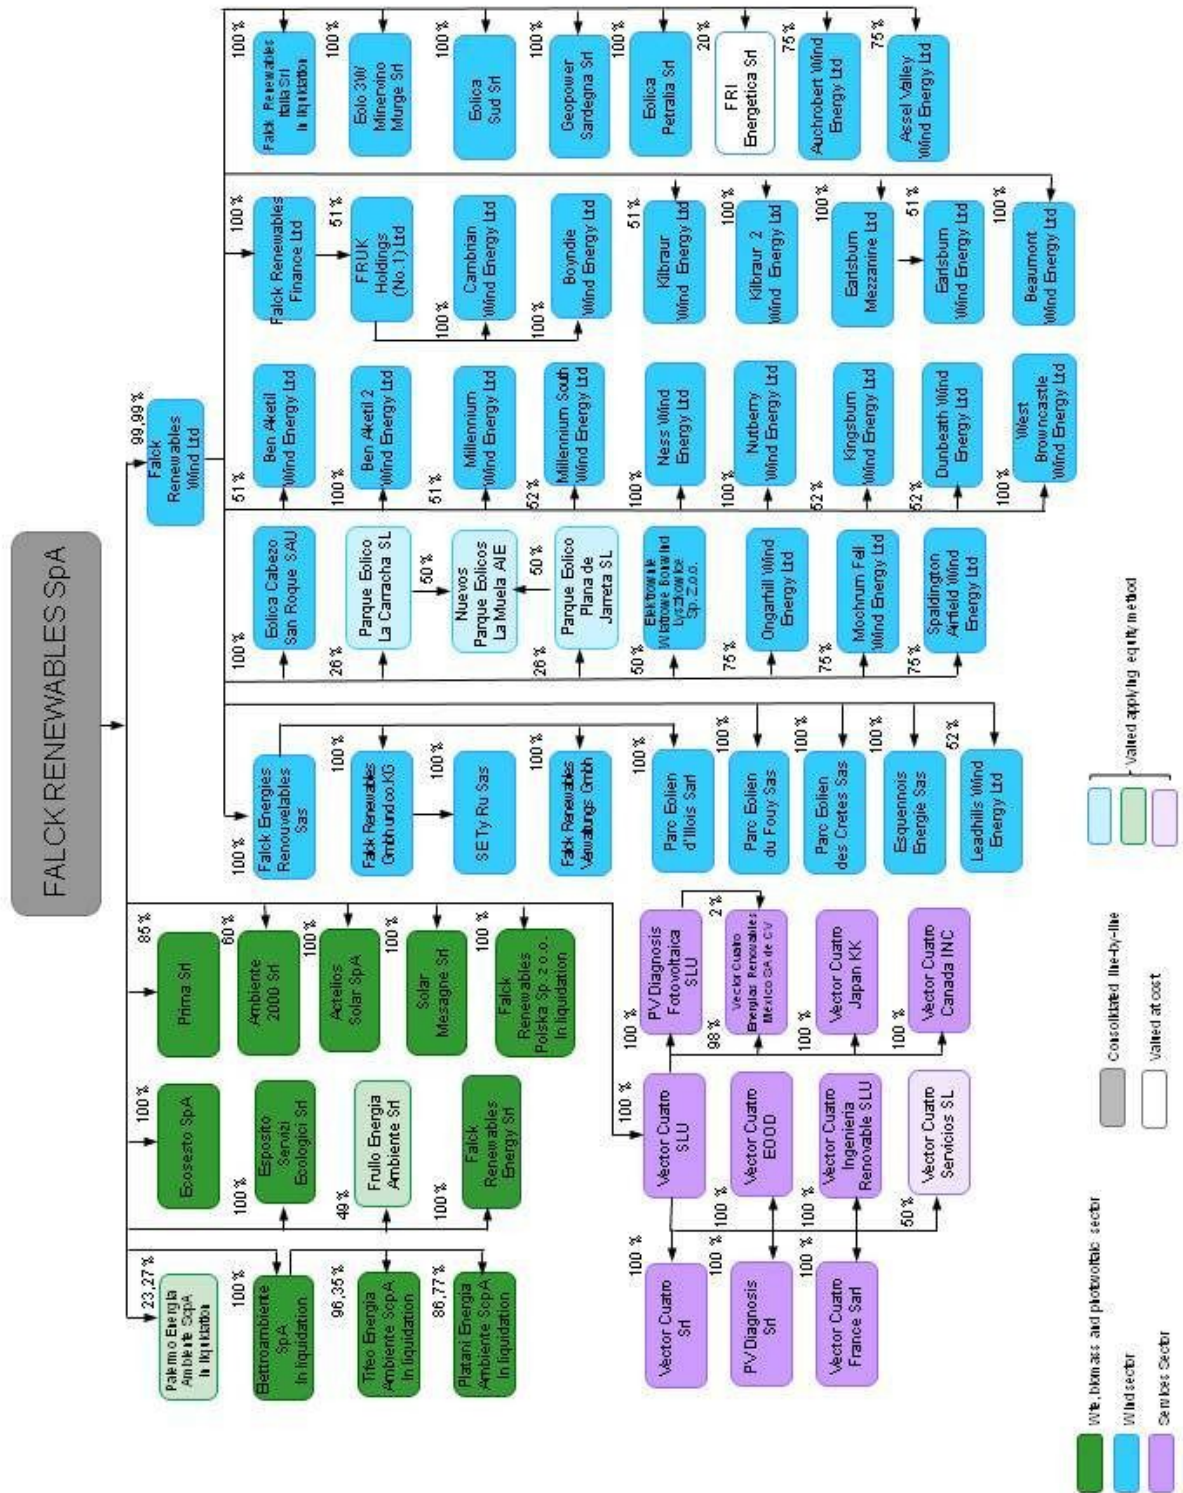 FALCK RENEWABLES SpA
99,99%
Falck
Renewables
Wind Ltd
23,27%
Palermo Energia
Ambiente ScpA
In liquidation
100%
Elettroambiente
SpA
In liquidation
96,35%
Tifeo Energia
Ambiente ScpA
In liquidation
86,77%
Platani Energia
Ambiente ScpA
In liquidation
100%
Ecosesto SpA
100%
Esposito
Servizi
Ecologici Srl
49%
Frullo Energia
Ambiente Srl
100%
Falck
Renewables
Energy Srl
85%
Prima Srl
60%
Ambiente
2000 Srl
100%
Actelios
Solar SpA
100%
Solar
Mesagne Srl
100%
Falck
Renewables
Polska Sp. z o.o.
In liquidation
100%
Vector Cuatro
SLU
100%
Vector Cuatro
Srl
100%
PV Diagnosis
Srl
100%
Vector Cuatro
France Sarl
100%
Vector Cuatro
EOOD
100%
Vector Cuatro
Ingenieria
Renovable SLU
50%
Vector Cuatro
Servicios SL
100%
PV Diagnosis
Fotovoltaica
SLU
98%
2%
Vector Cuatro
Energias Renovables
México SA de CV
100%
Vector Cuatro
Japan KK
100%
Vector Cuatro
Canada INC
100%
Falck Energies
Renouvelables
Sas
100%
Falck Renewables
Gmbh und co.KG
100%
SE Ty Ru Sas
100%
Falck Renewables
Verwaltungs Gmbh
100%
Parc Eolien
d'Illois Sarl
100%
Parc Eolien
du Fouy Sas
100%
Parc Eolien
des Cretes Sas
100%
Esquennois
Energie Sas
52%
Leadhills Wind
Energy Ltd
100%
Eolica Cabezo
San Roque SAU
26%
Parque Eolico
La Carracha SL
50%
Nuevos
Parque Eolicos
La Muela AIE
50%
26%
Parque Eolico
Plana de
Jarreta SL
50%
Elektrownie
Wiatrowe Bonwind
Łyszkowice
Sp. Z.o.o.
75%
Ongarhill Wind
Energy Ltd
75%
Mochrum Fell
Wind Energy Ltd
75%
Spaldington
Airfield Wind
Energy Ltd
51%
Ben Aketil
Wind Energy Ltd
100%
Ben Aketil 2
Wind Energy Ltd
51%
Millennium
Wind Energy Ltd
52%
Millennium South
Wind Energy Ltd
100%
Ness Wind
Energy Ltd
100%
Nutberry
Wind Energy Ltd
52%
Kingsburn
Wind Energy Ltd
52%
Dunbeath Wind
Energy Ltd
100%
West
Browncastle
Wind Energy Ltd
100%
Falck Renewables
Finance Ltd
51%
FRUK
Holdings
(No.1) Ltd
100%
Cambrian
Wind Energy Ltd
100%
Boyndie
Wind Energy Ltd
51%
Kilbraur
Wind Energy Ltd
100%
Kilbraur 2
Wind Energy Ltd
100%
Earlsburn
Mezzanine Ltd
51%
Earlsburn
Wind Energy Ltd
100%
Beaumont
Wind Energy Ltd
100%
Falck Renewables
Italia Srl
In liquidation
100%
Eolo 3W
Minervino
Murge Srl
100%
Eolica
Sud Srl
100%
Geopower
Sardegna Srl
100%
Eolica
Petralia Srl
20%
FRI
Energetica Srl
75%
Auchrobert Wind
Energy Ltd
75%
Assel Valley
Wind Energy Ltd
Wte, biomass and photovoltaic sector
Wind sector
Services Sector
Consolidated line-by-line
Valued at cost
Valued applying equity method